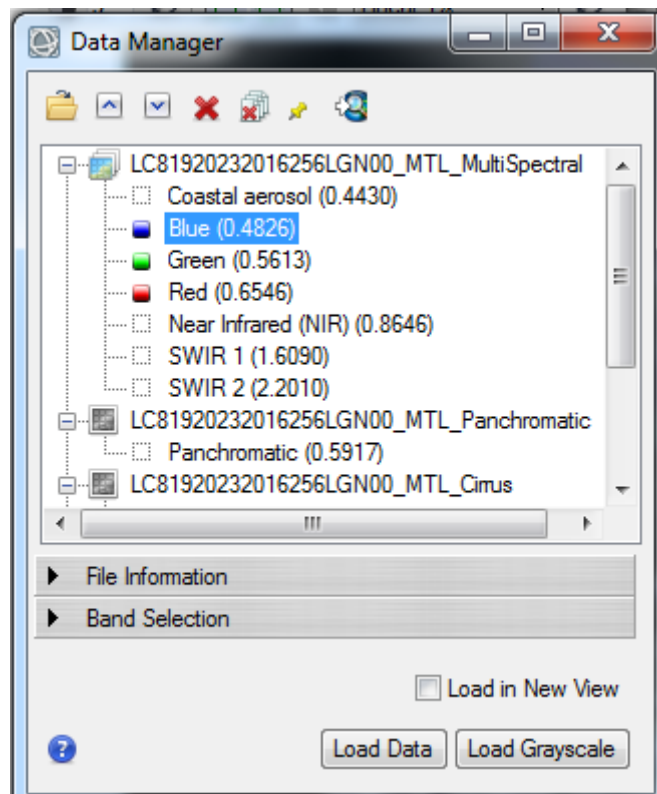 Data Manager
LC81920232016256LGN00_MTL_MultiSpectral
Coastal aerosol (0.4430)
Blue (0.4826)
Green (0.5613)
Red (0.6546)
Near Infrared (NIR) (0.8646)
SWIR 1 (1.6090)
SWIR 2 (2.2010)
LC81920232016256LGN00_MTL_Panchromatic
Panchromatic (0.5917)
LC81920232016256LGN00_MTL_Cirrus
File Information
Band Selection
Load in New View
Load Data Load Grayscale